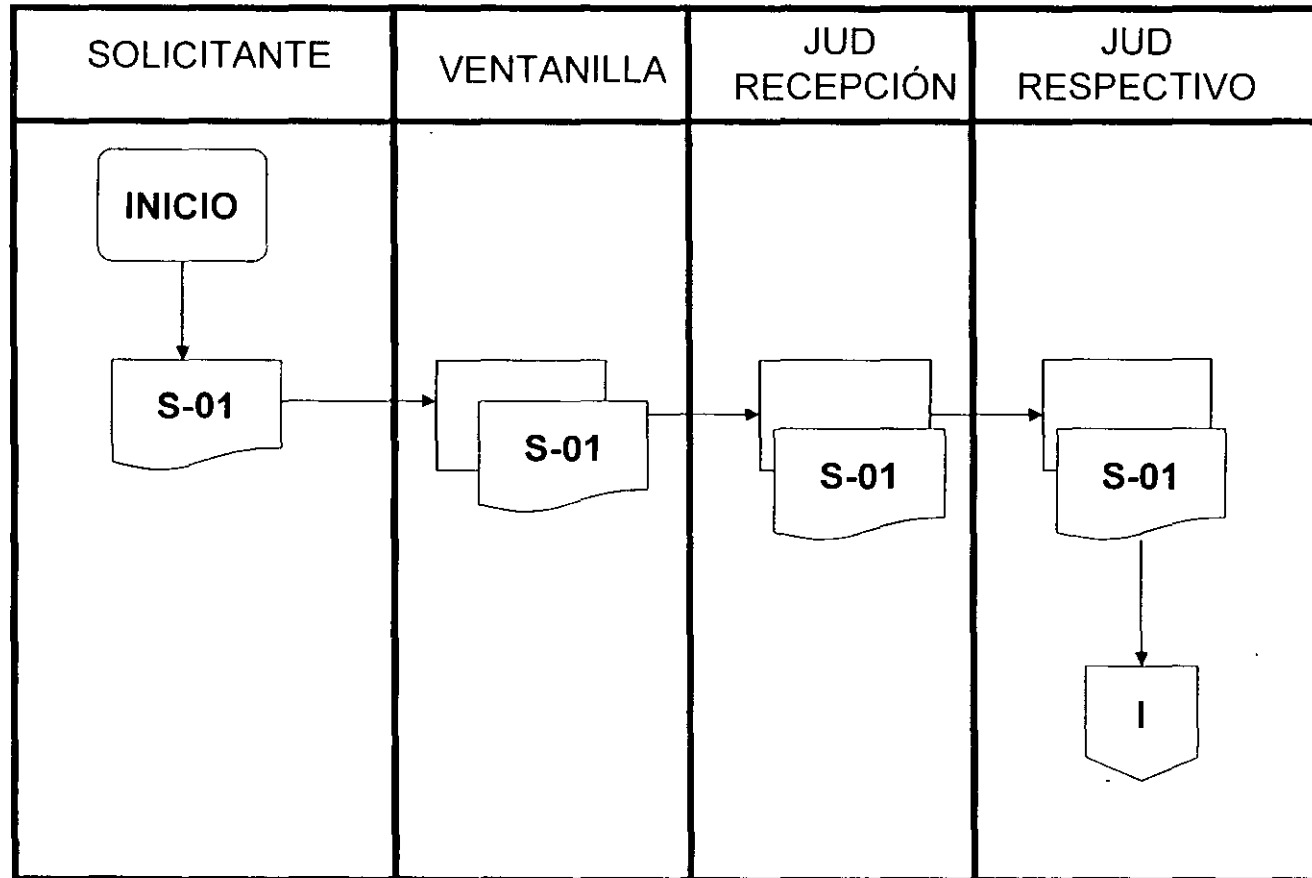 SOLICITANTE
VENTANILLA
JUD
RECEPCIÓN
JUD
RESPECTIVO
INICIO
S-01
S-01
S-01
S-01
I